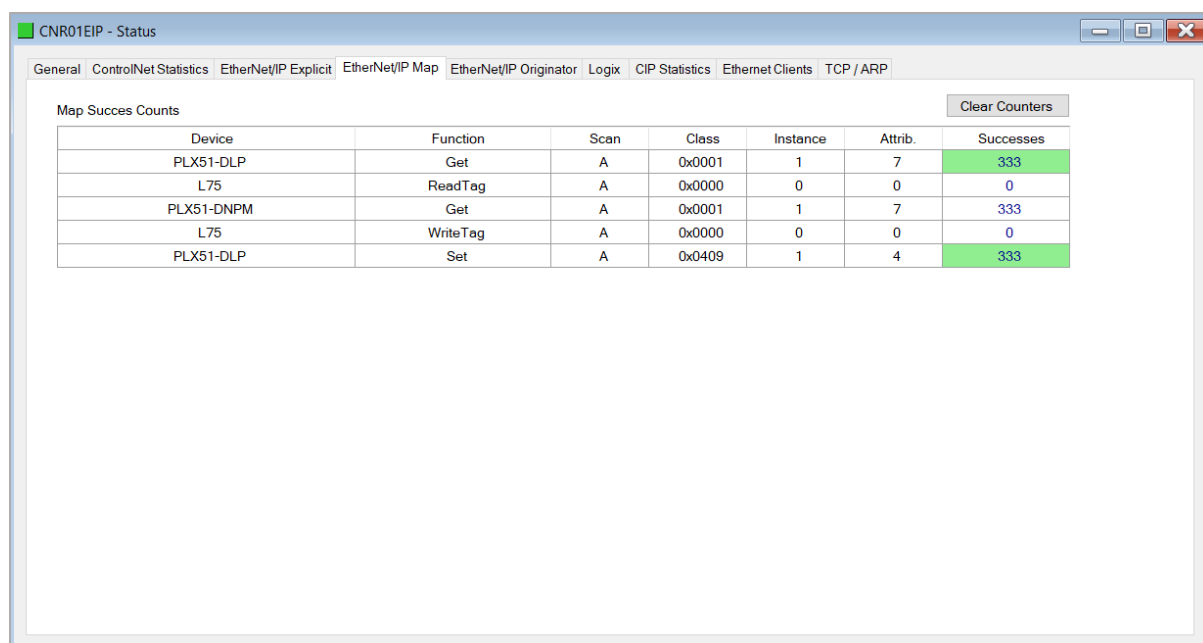 CNR01EIP - Status
General ControlNet Statistics EtherNet/IP Explicit EtherNet/IP Map EtherNet/IP Originator Logix CIP Statistics Ethernet Clients TCP / ARP
Map Succes Counts Clear Counters
Device Function Scan Class Instance Attrib. Successes
PLX51-DLP Get A 0x0001 1 7 333
L75 ReadTag A 0x0000 0 0 0
PLX51-DNPM Get A 0x0001 1 7 333
L75 WriteTag A 0x0000 0 0 0
PLX51-DLP Set A 0x0409 1 4 333